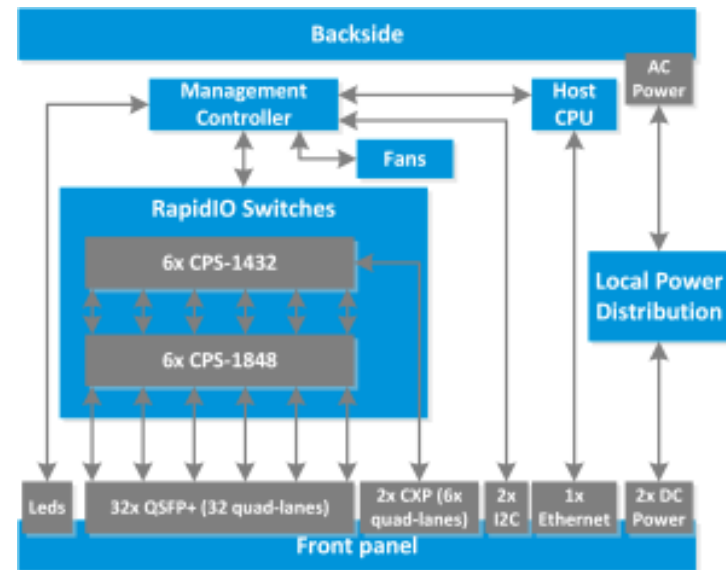 Backside
AC
Power
Management
Controller
Host
CPU
Fans
RapidIO Switches
6x CPS-1432
Local Power
Distribution
6x CPS-1848
Leds
32x QSFP+ (32 quad-lanes)
2x CXP (6x
quad-lanes)
2x
I2C
1x
Ethernet
2x DC
Power
Front panel